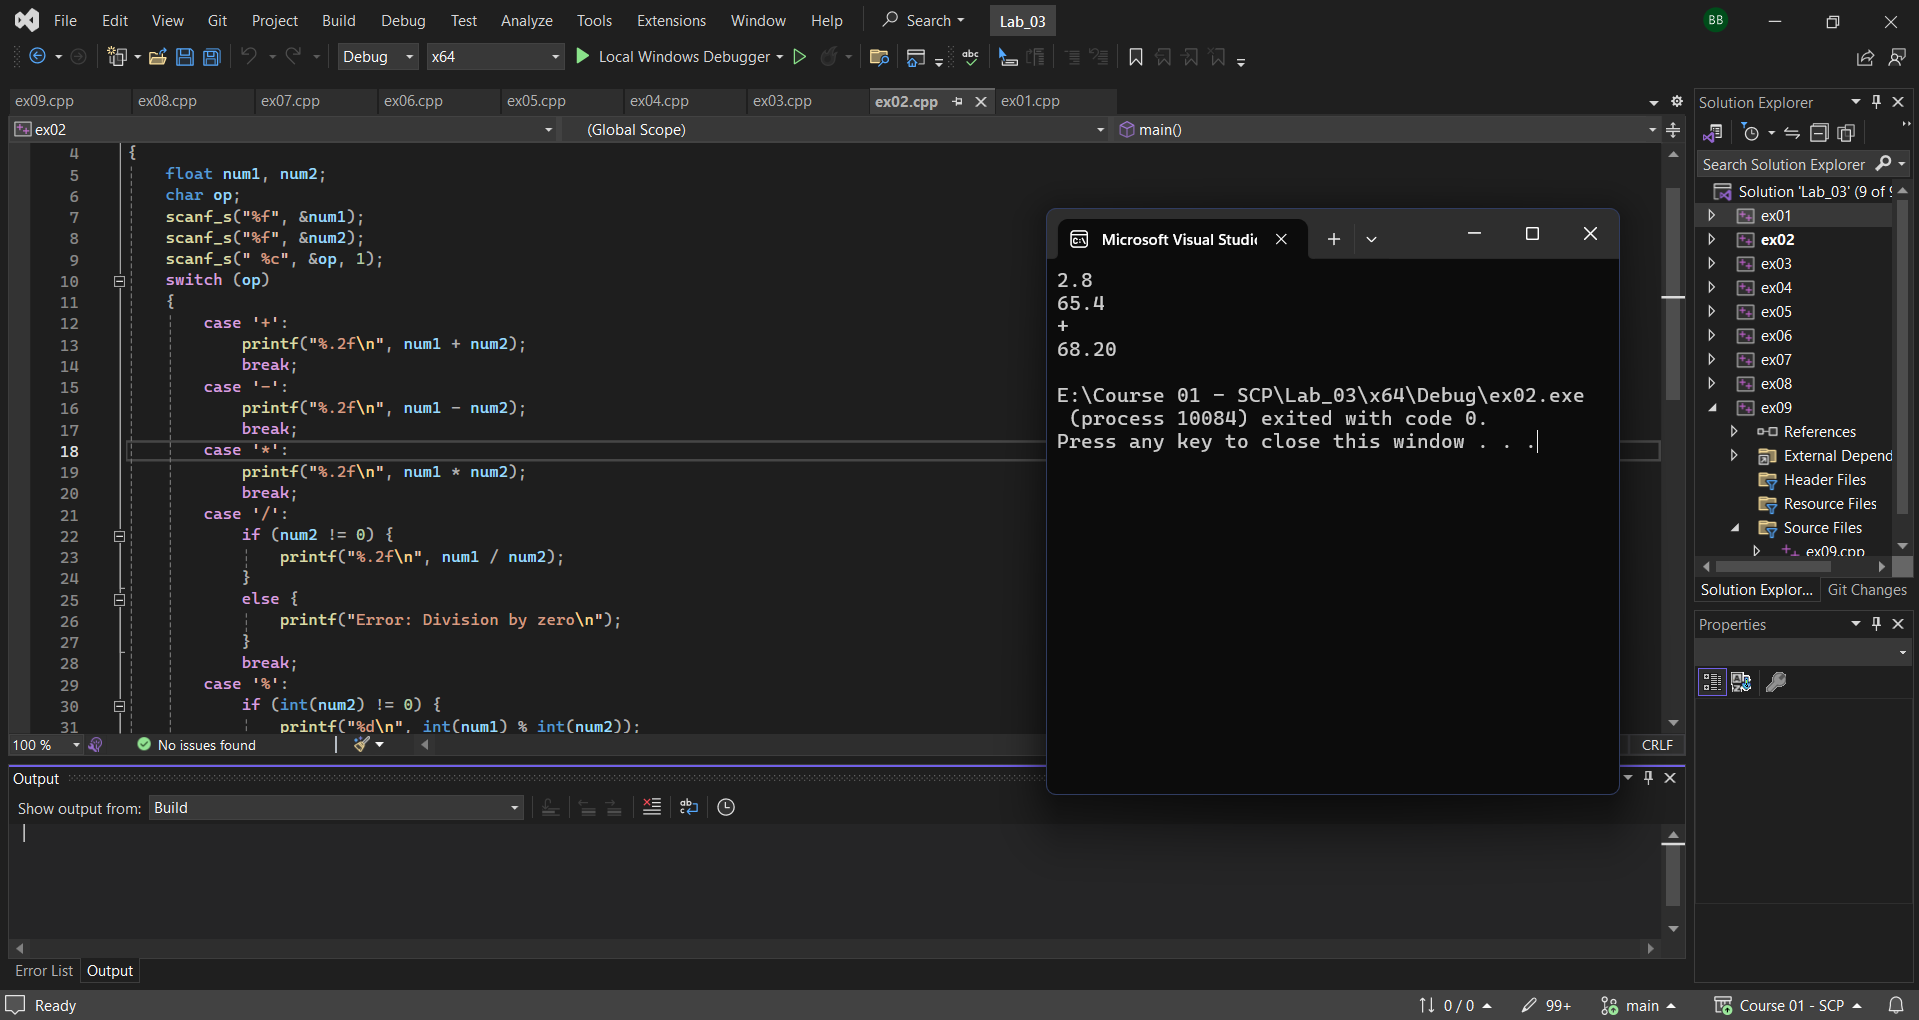 File Edit View Git Project Build Debug Test Analyze Tools Extensions Window Help Search Lab_03 BB
Debug x64 Local Windows Debugger
ex09.cpp ex08.cpp ex07.cpp ex06.cpp ex05.cpp ex04.cpp ex03.cpp ex02.cpp ex01.cpp
ex02 (Global Scope) main()
4 {
5 float num1, num2;
6 char op;
7 scanf_s("%f", &num1);
8 scanf_s("%f", &num2);
9 scanf_s(" %c", &op, 1);
10 switch (op)
11 {
12 case '+':
13 printf("%.2f\n", num1 + num2);
14 break;
15 case '-':
16 printf("%.2f\n", num1 - num2);
17 break;
18 case '*':
19 printf("%.2f\n", num1 * num2);
20 break;
21 case '/':
22 if (num2 != 0) {
23 printf("%.2f\n", num1 / num2);
24 }
25 else {
26 printf("Error: Division by zero\n");
27 }
28 break;
29 case '%':
30 if (int(num2) != 0) {
31 printf("%d\n", int(num1) % int(num2));
100 % No issues found CRLF
Microsoft Visual Studi
2.8
65.4
+
68.20
E:\Course 01 - SCP\Lab_03\x64\Debug\ex02.exe
(process 10084) exited with code 0.
Press any key to close this window . . .
Solution Explorer
Search Solution Explorer
Solution 'Lab_03' (9 of 9
ex01
ex02
ex03
ex04
ex05
ex06
ex07
ex08
ex09
References
External Depend
Header Files
Resource Files
Source Files
ex09.cpp
Solution Explor... Git Changes
Properties
Output
Show output from: Build
Error List Output
Ready 0 / 0 99+ main Course 01 - SCP